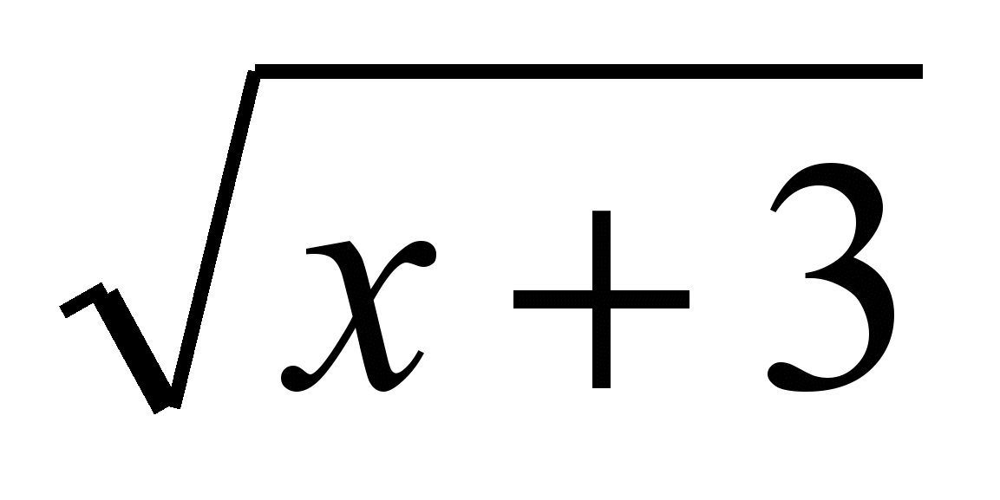 √(x + 3)